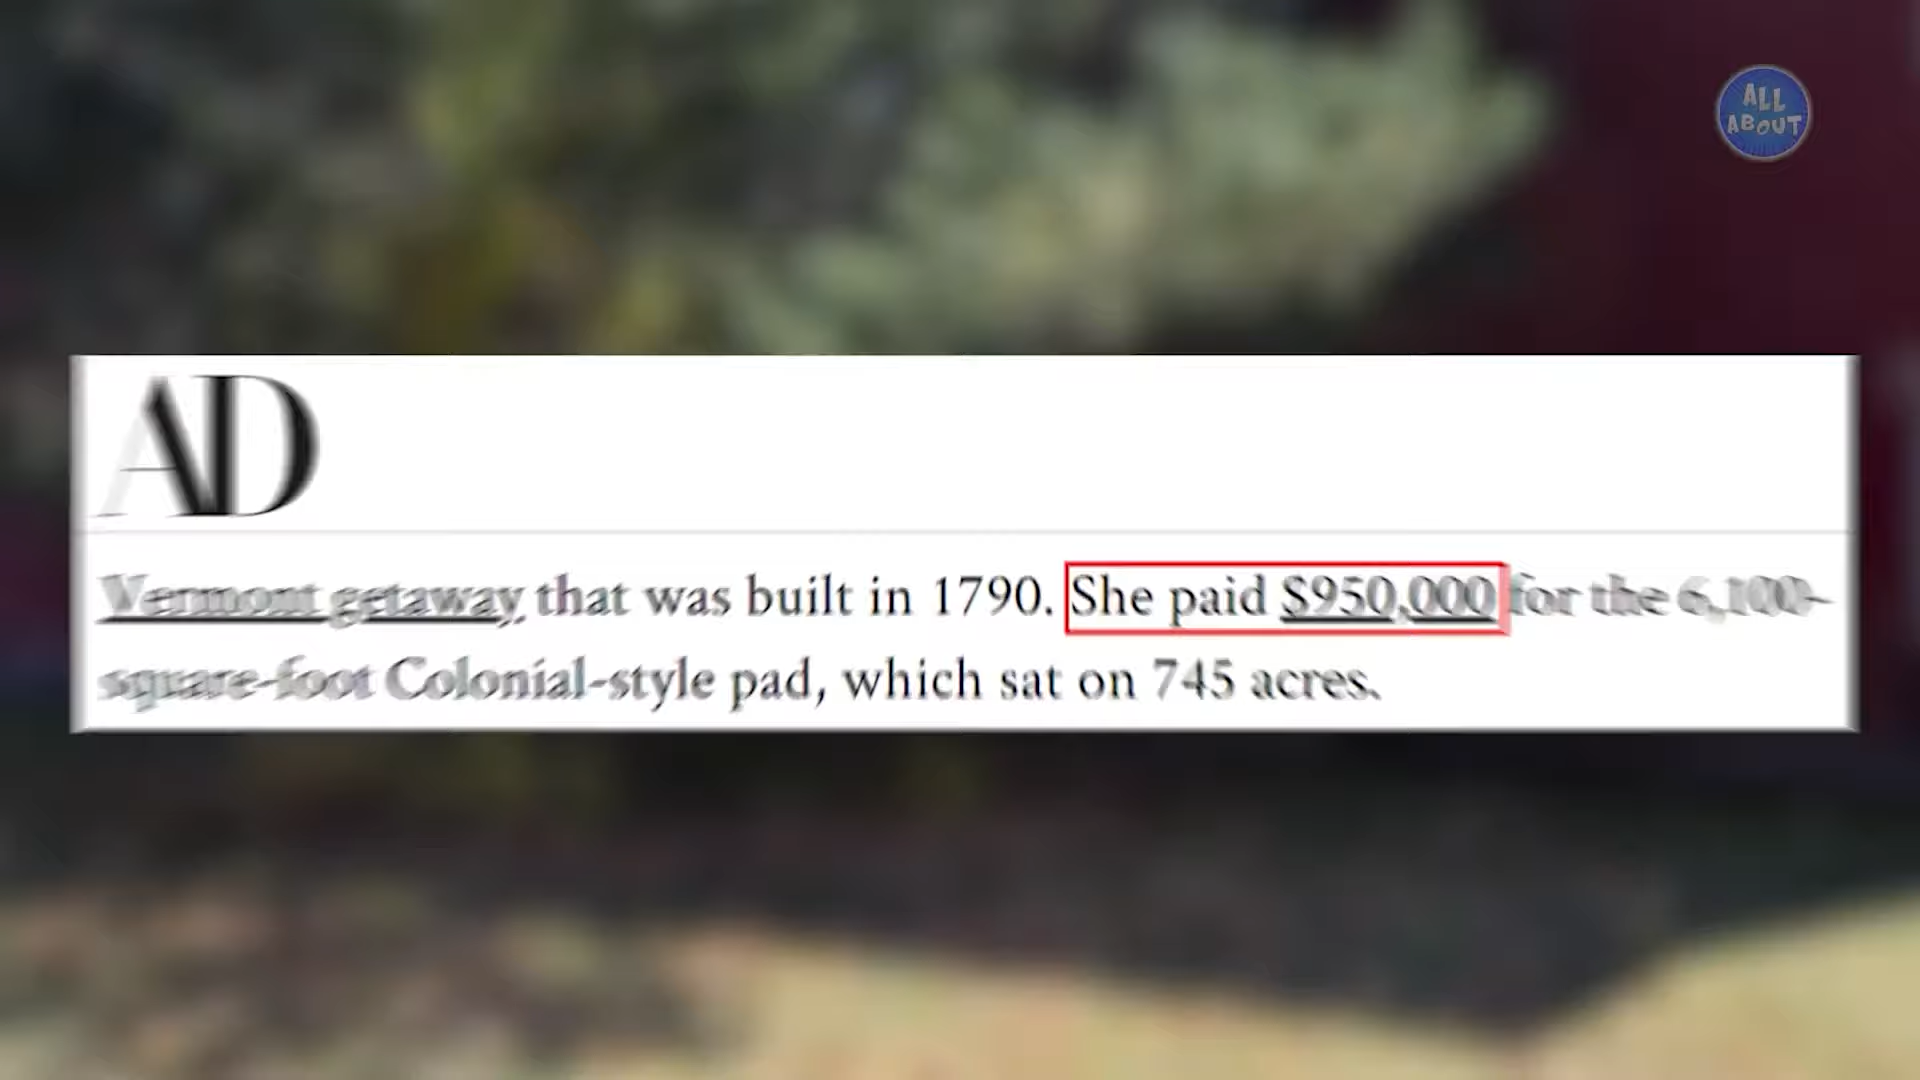 ALL
ABOUT
AD
Vermont getaway that was built in 1790. She paid $950,000 for the 6,100-
square-foot Colonial-style pad, which sat on 745 acres.